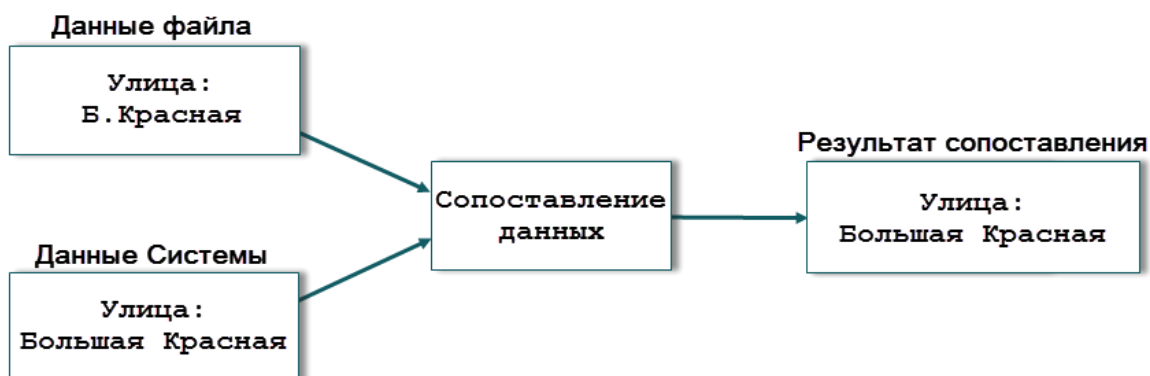 Данные файла
Улица:
Б.Красная
Данные Системы
Улица:
Большая Красная
Сопоставление
данных
Результат сопоставления
Улица:
Большая Красная